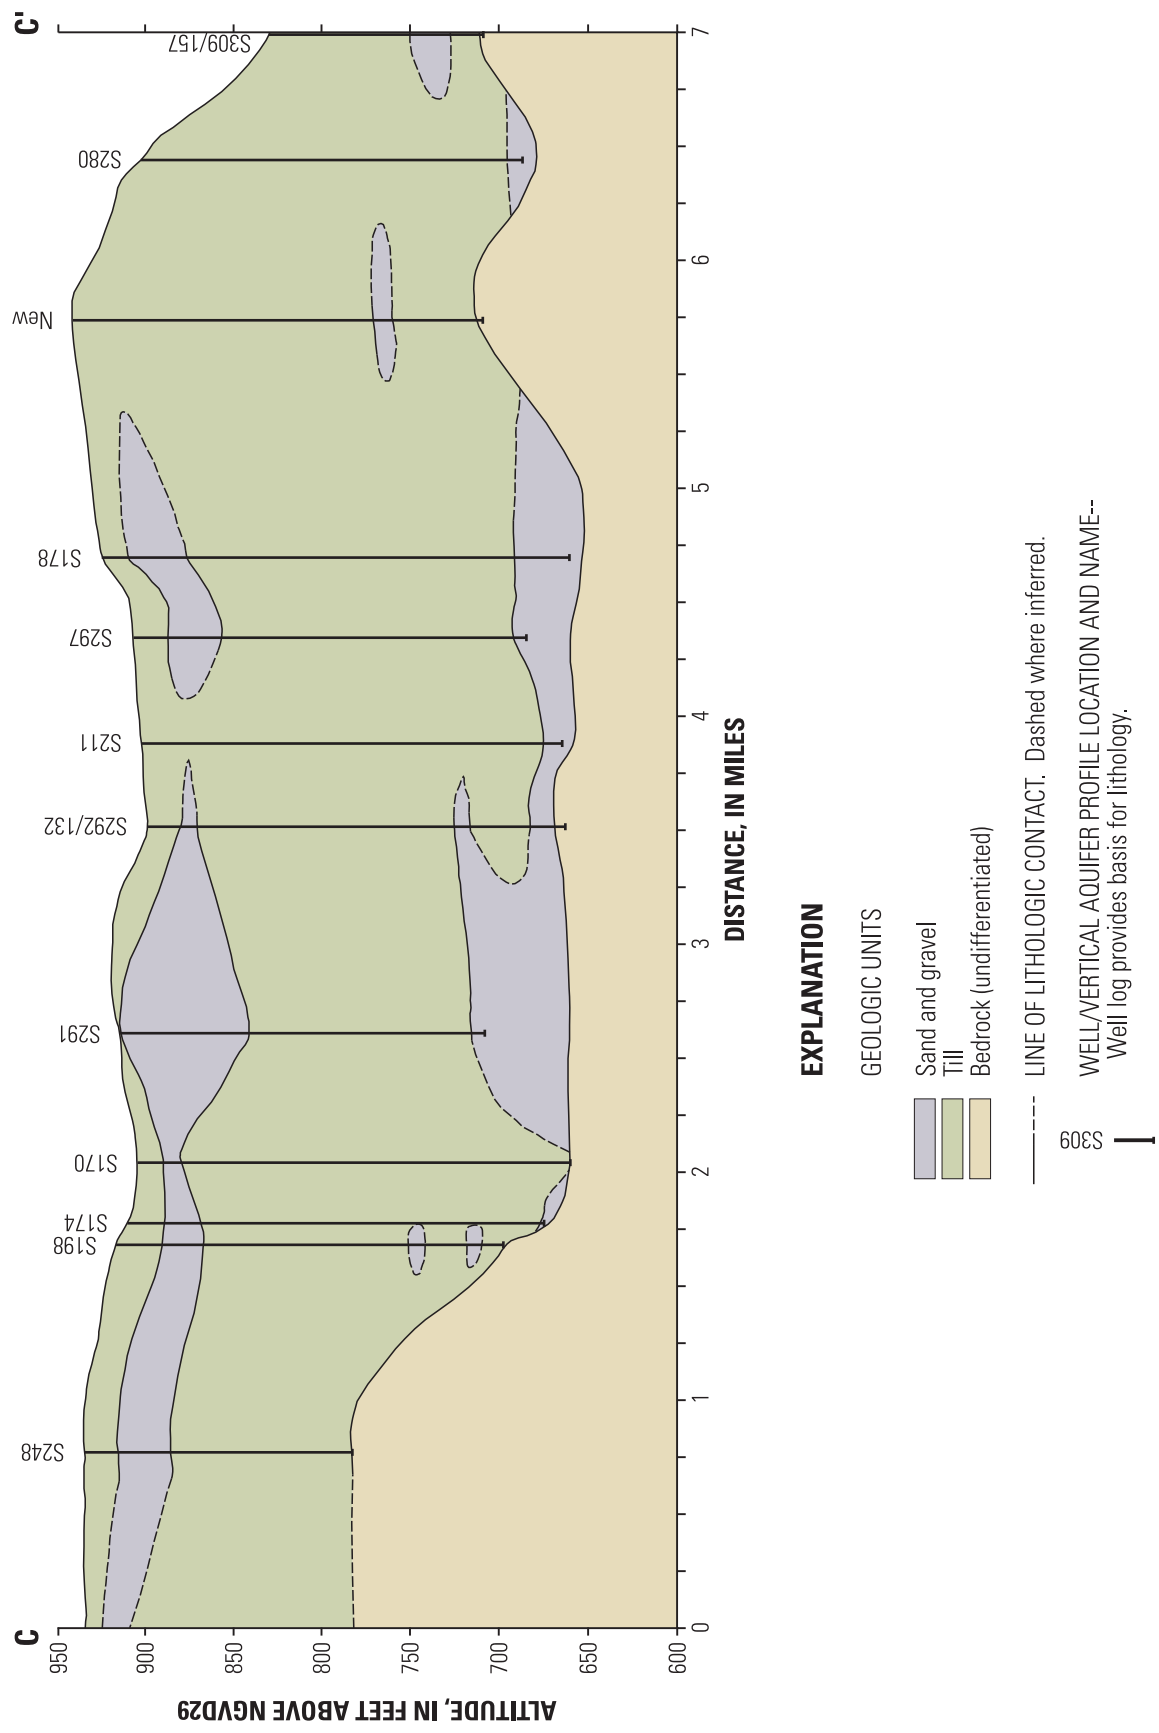 C
C'
S248
S198
S174
S170
S291
S292/132
S211
S297
S178
New
S280
S309/157
950
900
850
800
750
700
650
600
ALTITUDE, IN FEET ABOVE NGVD29
0
1
2
3
4
5
6
7
DISTANCE, IN MILES
EXPLANATION
GEOLOGIC UNITS
Sand and gravel
Till
Bedrock (undifferentiated)
LINE OF LITHOLOGIC CONTACT. Dashed where inferred.
S309
WELL/VERTICAL AQUIFER PROFILE LOCATION AND NAME--
Well log provides basis for lithology.